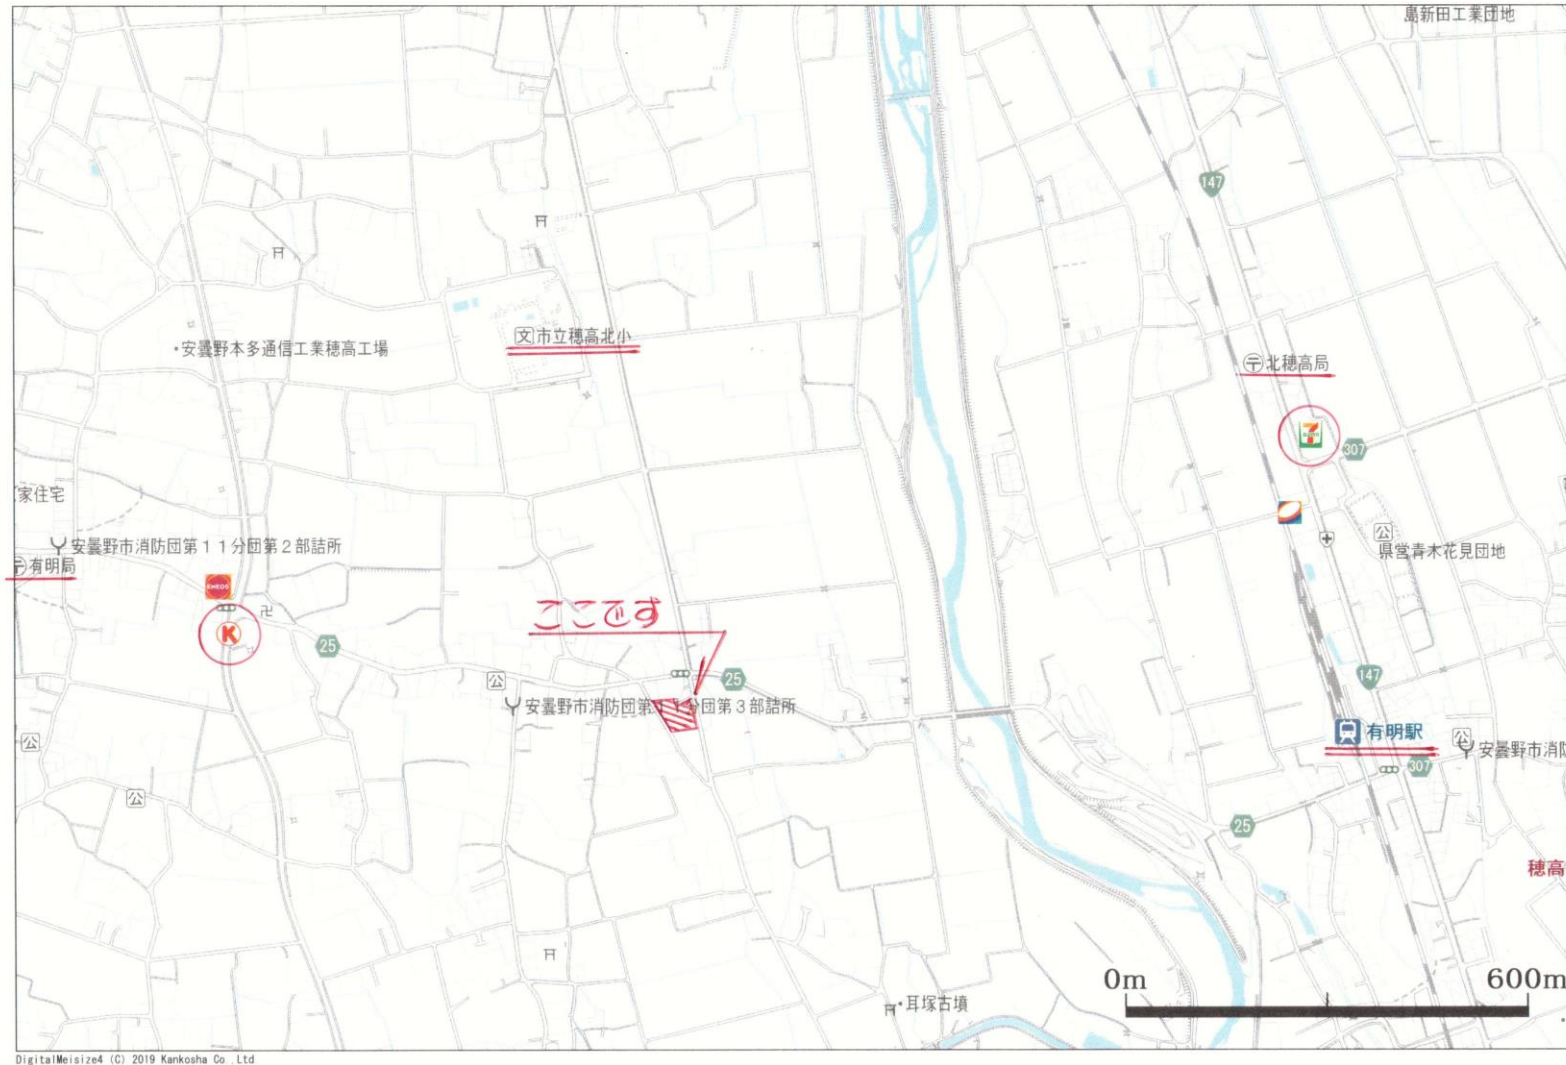 島新田工業団地
147
安曇野本多通信工業穂高工場
文市立穂高北小
〒北穂高局
7
307
家住宅
安曇野市消防団第11分団第2部詰所
公
県営青木花見団地
〒有明局
ENEOS
ここです
K
25
公
25
147
安曇野市消防団第11分団第3部詰所
有明駅
公
公
安曇野市消防
307
公
25
穂高
0m
600m
耳塚古墳
DigitalMeisize4 (C) 2019 Kankosha Co.,Ltd